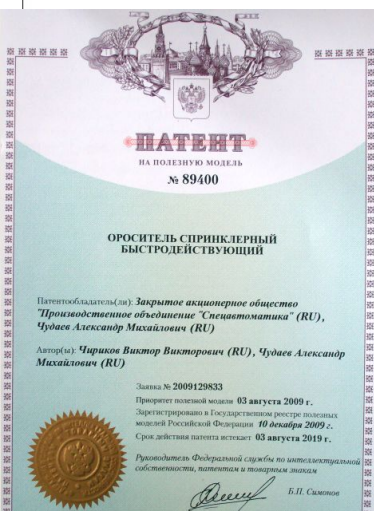 ПАТЕНТ
НА ПОЛЕЗНУЮ МОДЕЛЬ
№ 89400
ОРОСИТЕЛЬ СПРИНКЛЕРНЫЙ
БЫСТРОДЕЙСТВУЮЩИЙ
Патентообладатель(ли): Закрытое акционерное общество
"Производственное объединение "Спецавтоматика" (RU),
Чудаев Александр Михайлович (RU)
Автор(ы): Чириков Виктор Викторович (RU), Чудаев Александр
Михайлович (RU)
Заявка № 2009129833
Приоритет полезной модели 03 августа 2009 г.
Зарегистрировано в Государственном реестре полезных
моделей Российской Федерации 10 декабря 2009 г.
Срок действия патента истекает 03 августа 2019 г.
Руководитель Федеральной службы по интеллектуальной
собственности, патентам и товарным знакам
Б.П. Симонов